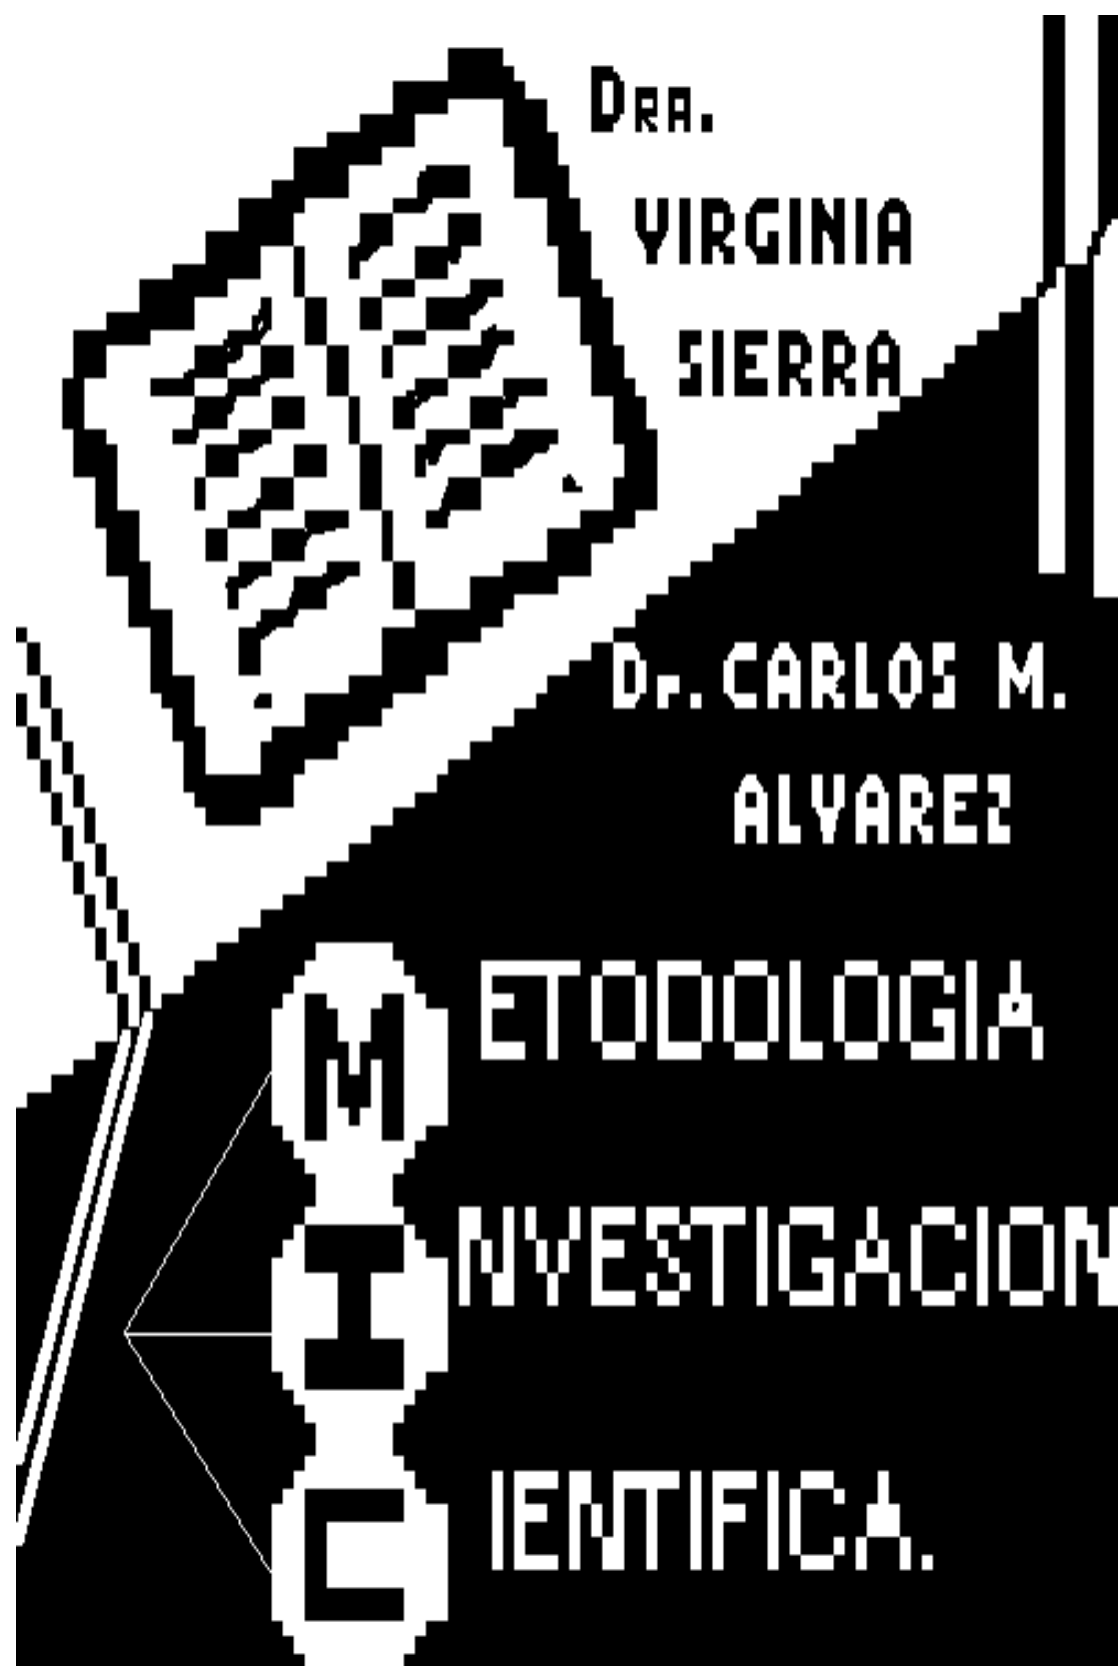 Dra.
VIRGINIA
SIERRA
Dr. CARLOS M.
ALVAREZ
METODOLOGIA
INVESTIGACION
CIENTIFICA.